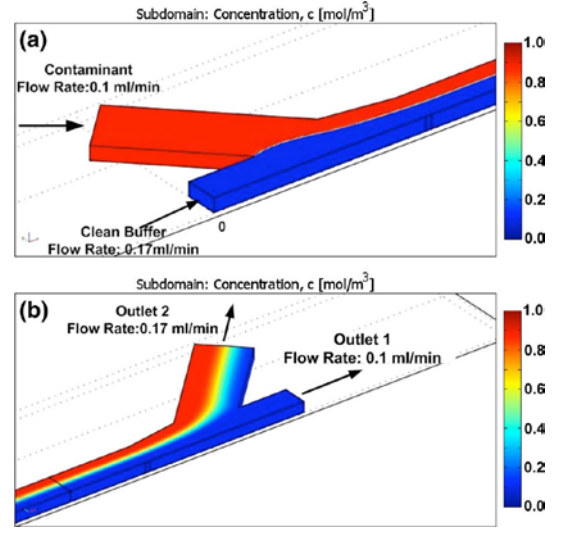 Subdomain: Concentration, c [mol/m³]
(a)
Contaminant
Flow Rate:0.1 ml/min
Clean Buffer
Flow Rate: 0.17ml/min
0
1.0
0.8
0.6
0.4
0.2
0.0
Subdomain: Concentration, c [mol/m³]
(b)
Outlet 2
Flow Rate:0.17 ml/min
Outlet 1
Flow Rate: 0.1 ml/min
1.0
0.8
0.6
0.4
0.2
0.0